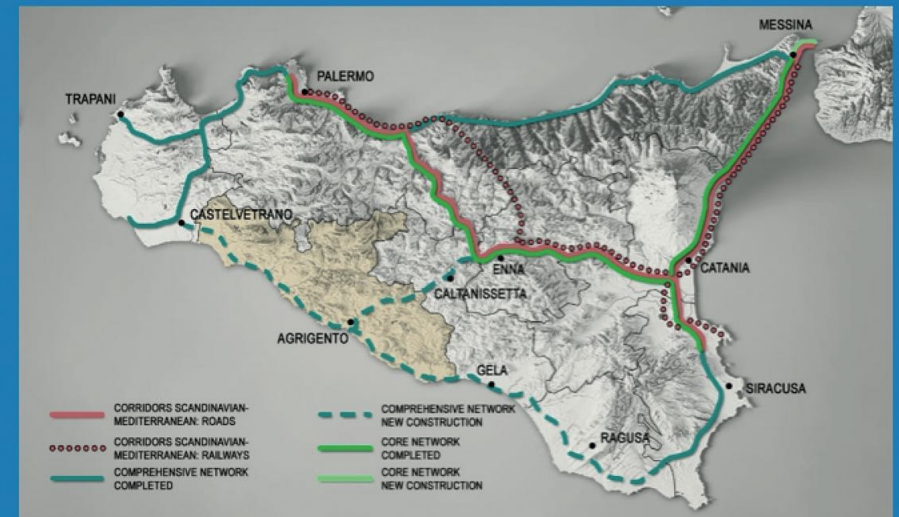 MESSINA
PALERMO
TRAPANI
CASTELVETRANO
ENNA
CATANIA
CALTANISSETTA
AGRIGENTO
GELA
SIRACUSA
RAGUSA
CORRIDORS SCANDINAVIAN-
MEDITERRANEAN: ROADS
CORRIDORS SCANDINAVIAN-
MEDITERRANEAN: RAILWAYS
COMPREHENSIVE NETWORK
COMPLETED
COMPREHENSIVE NETWORK
NEW CONSTRUCTION
CORE NETWORK
COMPLETED
CORE NETWORK
NEW CONSTRUCTION